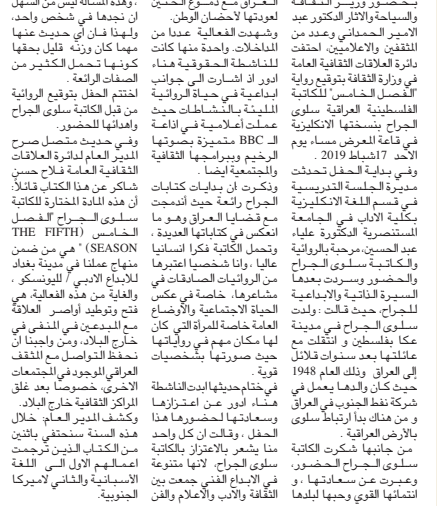 بحضور وزير الثقافة
والسياحة والاثار الدكتور عبد
الامير الحمداني وعدد من
المثقفين والاعلاميين، احتفت
دائرة العلاقات الثقافية العامة
في وزارة الثقافة بتوقيع رواية
"الفصل الخامس" للكاتبة
الفلسطينية العراقية سلوى
الجراح بنسختها الانكليزية
في قاعة المعرض مساء يوم
الاحد 17شباط 2019 .
وفي بداية الحفل تحدثت
مديرة الجلسة التدريسية
في قسم اللغة الانكليزية
بكلية الاداب في الجامعة
المستنصرية الدكتورة علياء
عبد الحسين، مرحبة بالروائية
والكاتبة سلوى الجراح
والحضور وسردت بعدها
السيرة الذاتية والابداعية
للجراح، حيث قالت : ولدت
سلوى الجراح في مدينة
عكا بفلسطين و انتقلت مع
عائلتها بعد سنوات قلائل
إلى العراق وذلك العام 1948
حيث كان والدها يعمل في
شركة نفط الجنوب في العراق
و من هناك بدأ ارتباط سلوى
بالأرض العراقية .
من جانبها شكرت الكاتبة
سلوى الجراح الحضور،
وعبرت عن سعادتها ، و
انتمائها القوي وحبها لبلدها
العراق مع دموع الحنين
لعودتها لأحضان الوطن.
وشهدت الفعالية عددا من
المداخلات. واحدة منها كانت
للناشطة الحقوقية هناء
ادور اذ اشارت الى جوانب
ابداعية في حياة الروائية
المليئة بالنشاطات حيث
عملت أعلامية في اذاعة
الـ BBC متميزة بصوتها
الرخيم وببرامجها الثقافية
والمجتمعية ايضا .
وذكرت ان بدايات كتابات
الجراح رائعة حيث أندمجت
مع قضايا العراق وهو ما
انعكس في كتاباتها العديدة ،
وتحمل الكاتبة فكرا انسانيا
عاليا ، وانا شخصيا اعتبرها
من الروائيات الصادقات في
مشاعرها، خاصة في عكس
الحياة الاجتماعية والأوضاع
العامة خاصة للمرأة التي كان
لها مكان مهم في رواياتها
حيث صورتها بشخصيات
قوية .
في ختام حديثها ابدت الناشطة
هناء ادور عن اعتزازها
وسعادتها لحضورها هذا
الحفل ، وقالت ان كل واحد
منا يشعر بالاعتزاز بالكاتبة
سلوى الجراح، لانها متنوعة
في الابداع الفني جمعت بين
الثقافة والادب والاعلام والفن
، وهذه المسألة ليس من السهل
ان نجدها في شخص واحد،
ولهذا فان أي حديث عنها
مهما كان وزنه قليل بحقها
كونها تحمل الكثير من
الصفات الرائعة .
اختتم الحفل بتوقيع الروائية
من قبل الكاتبة سلوى الجراح
واهدائها للحضور.
وفي حديث متصل صرح
المدير العام لدائرة العلاقات
الثقافية العامة فلاح حسن
شاكر عن هذا الكتاب قائلاً:
أن هذه المادة المختارة للكاتبة
سلوى الجراح "الفصل
الخامس (THE FIFTH
SEASON) " هي من ضمن
منهاج عملنا في مدينة بغداد
للابداع الادبي / لليونسكو ،
والغاية من هذه الفعالية، هي
فتح وتوطيد أواصر العلاقة
مع المبدعين في المنفى في
خارج البلاد، ومن واجبنا ان
نحفظ التواصل مع المثقف
العراقي الموجود في المجتمعات
الاخرى، خصوصا بعد غلق
المراكز الثقافية خارج البلاد.
وكشف المدير العام: خلال
هذه السنة سنحتفي باثنين
من الكتاب الذين ترجمت
اعمالهم الاول الى اللغة
الأسبانية والثاني لاميركا
الجنوبية.